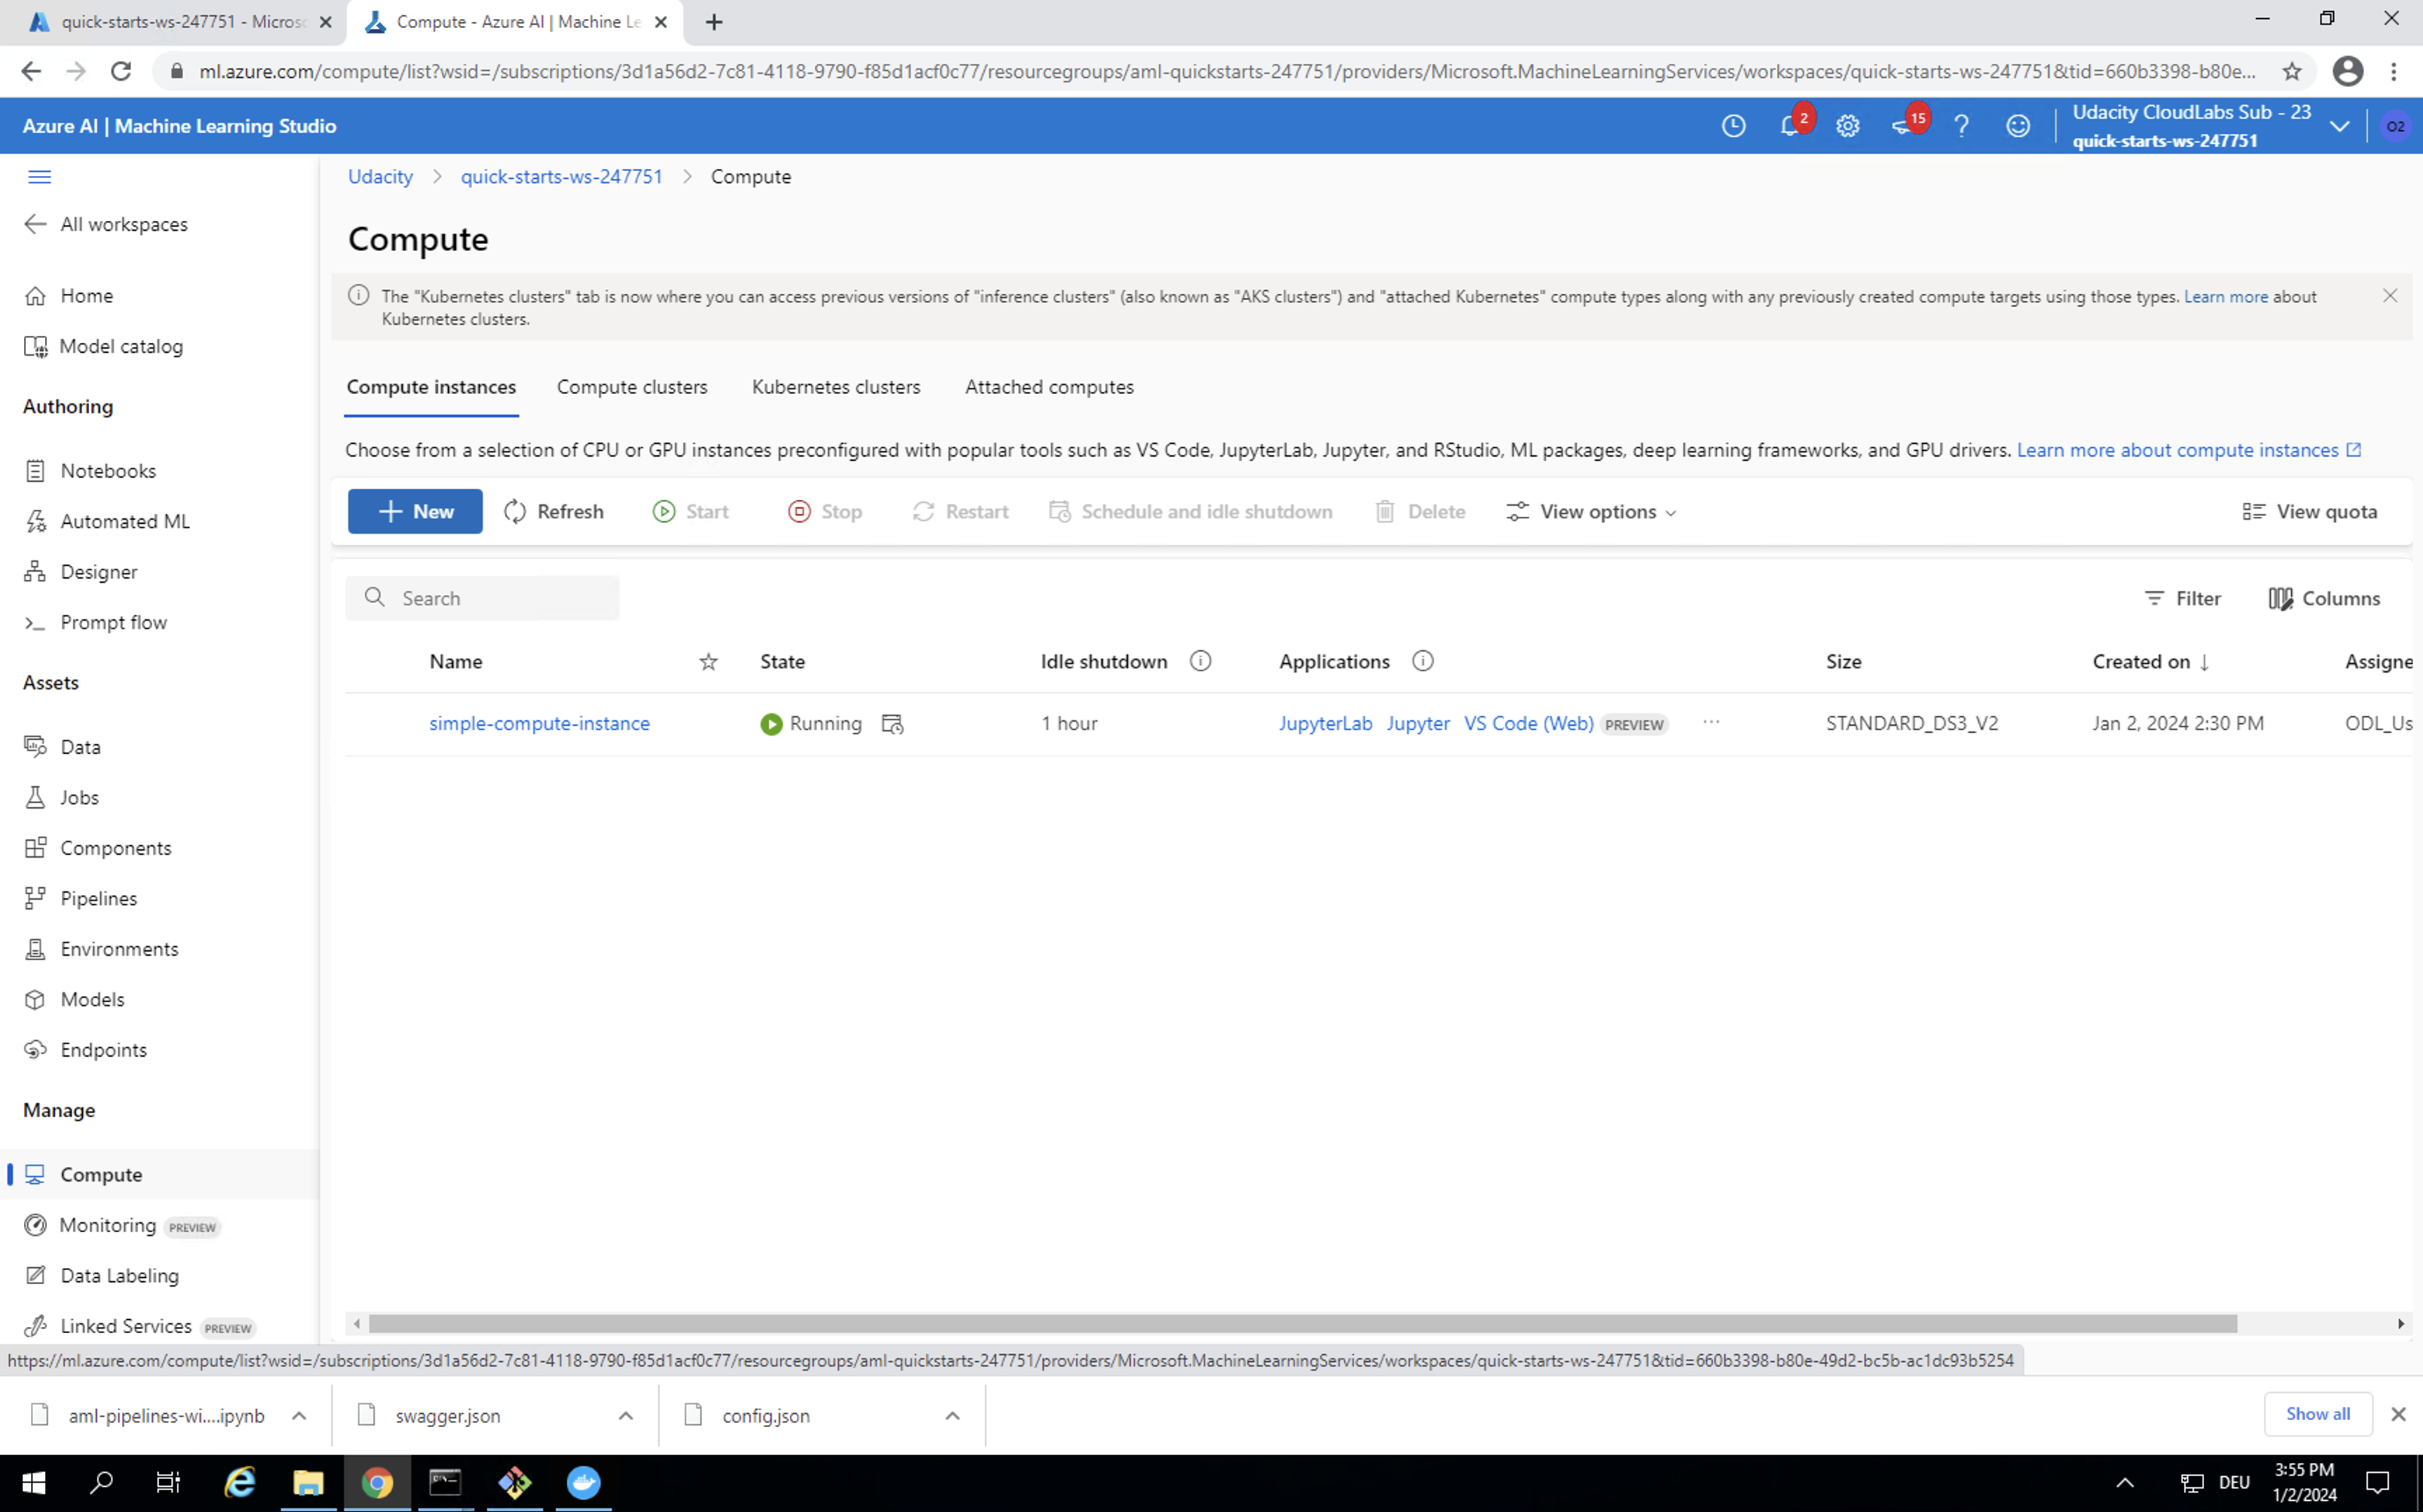 quick-starts-ws-247751 - Micros
Compute - Azure AI | Machine Le
ml.azure.com/compute/list?wsid=/subscriptions/3d1a56d2-7c81-4118-9790-f85d1acf0c77/resourcegroups/aml-quickstarts-247751/providers/Microsoft.MachineLearningServices/workspaces/quick-starts-ws-247751&tid=660b3398-b80e...
Azure AI | Machine Learning Studio
2
15
Udacity CloudLabs Sub - 23
quick-starts-ws-247751
O2
All workspaces
Home
Model catalog
Authoring
Notebooks
Automated ML
Designer
Prompt flow
Assets
Data
Jobs
Components
Pipelines
Environments
Models
Endpoints
Manage
Compute
Monitoring PREVIEW
Data Labeling
Linked Services PREVIEW
Udacity > quick-starts-ws-247751 > Compute
Compute
The "Kubernetes clusters" tab is now where you can access previous versions of "inference clusters" (also known as "AKS clusters") and "attached Kubernetes" compute types along with any previously created compute targets using those types. Learn more about
Kubernetes clusters.
Compute instances Compute clusters Kubernetes clusters Attached computes
Choose from a selection of CPU or GPU instances preconfigured with popular tools such as VS Code, JupyterLab, Jupyter, and RStudio, ML packages, deep learning frameworks, and GPU drivers. Learn more about compute instances
New Refresh Start Stop Restart Schedule and idle shutdown Delete View options View quota
Search Filter Columns
Name State Idle shutdown Applications Size Created on ↓ Assigne
simple-compute-instance Running 1 hour JupyterLab Jupyter VS Code (Web) PREVIEW ... STANDARD_DS3_V2 Jan 2, 2024 2:30 PM ODL_Us
https://ml.azure.com/compute/list?wsid=/subscriptions/3d1a56d2-7c81-4118-9790-f85d1acf0c77/resourcegroups/aml-quickstarts-247751/providers/Microsoft.MachineLearningServices/workspaces/quick-starts-ws-247751&tid=660b3398-b80e-49d2-bc5b-ac1dc93b5254
aml-pipelines-wi....ipynb swagger.json config.json Show all
DEU
3:55 PM
1/2/2024